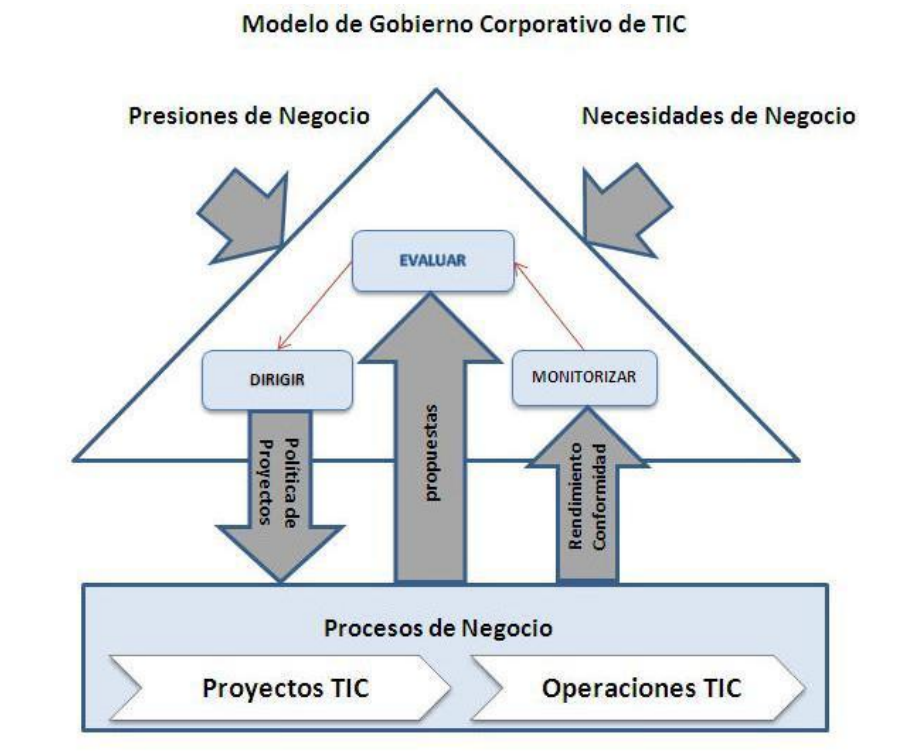 Modelo de Gobierno Corporativo de TIC
Presiones de Negocio
Necesidades de Negocio
EVALUAR
DIRIGIR
MONITORIZAR
Política de
Proyectos
propuestas
Rendimiento
Conformidad
Procesos de Negocio
Proyectos TIC
Operaciones TIC